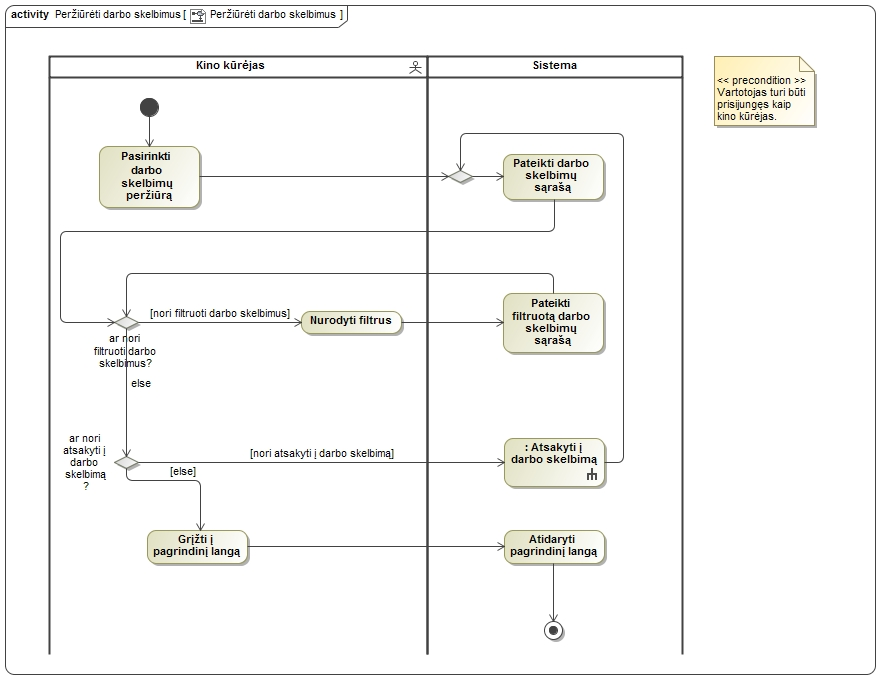 activity Peržiūrėti darbo skelbimus [ Peržiūrėti darbo skelbimus ]
Kino kūrėjas
Sistema
<< precondition >>
Vartotojas turi būti
prisijungęs kaip
kino kūrėjas.
Pasirinkti
darbo
skelbimų
peržiūrą
Pateikti darbo
skelbimų
sąrašą
[nori filtruoti darbo skelbimus]
Nurodyti filtrus
Pateikti
filtruotą darbo
skelbimų
sąrašą
ar nori
filtruoti darbo
skelbimus?
else
ar nori
atsakyti į
darbo
skelbimą
?
[nori atsakyti į darbo skelbimą]
: Atsakyti į
darbo skelbimą
[else]
Grįžti į
pagrindinį langą
Atidaryti
pagrindinį langą